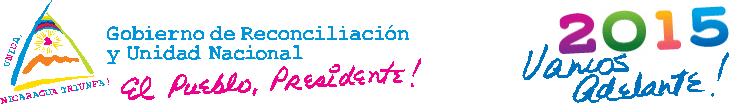 UNIDA,
NICARAGUA TRIUNFA!
Gobierno de Reconciliación
y Unidad Nacional
El Pueblo, Presidente!
2015
Vamos
Adelante!